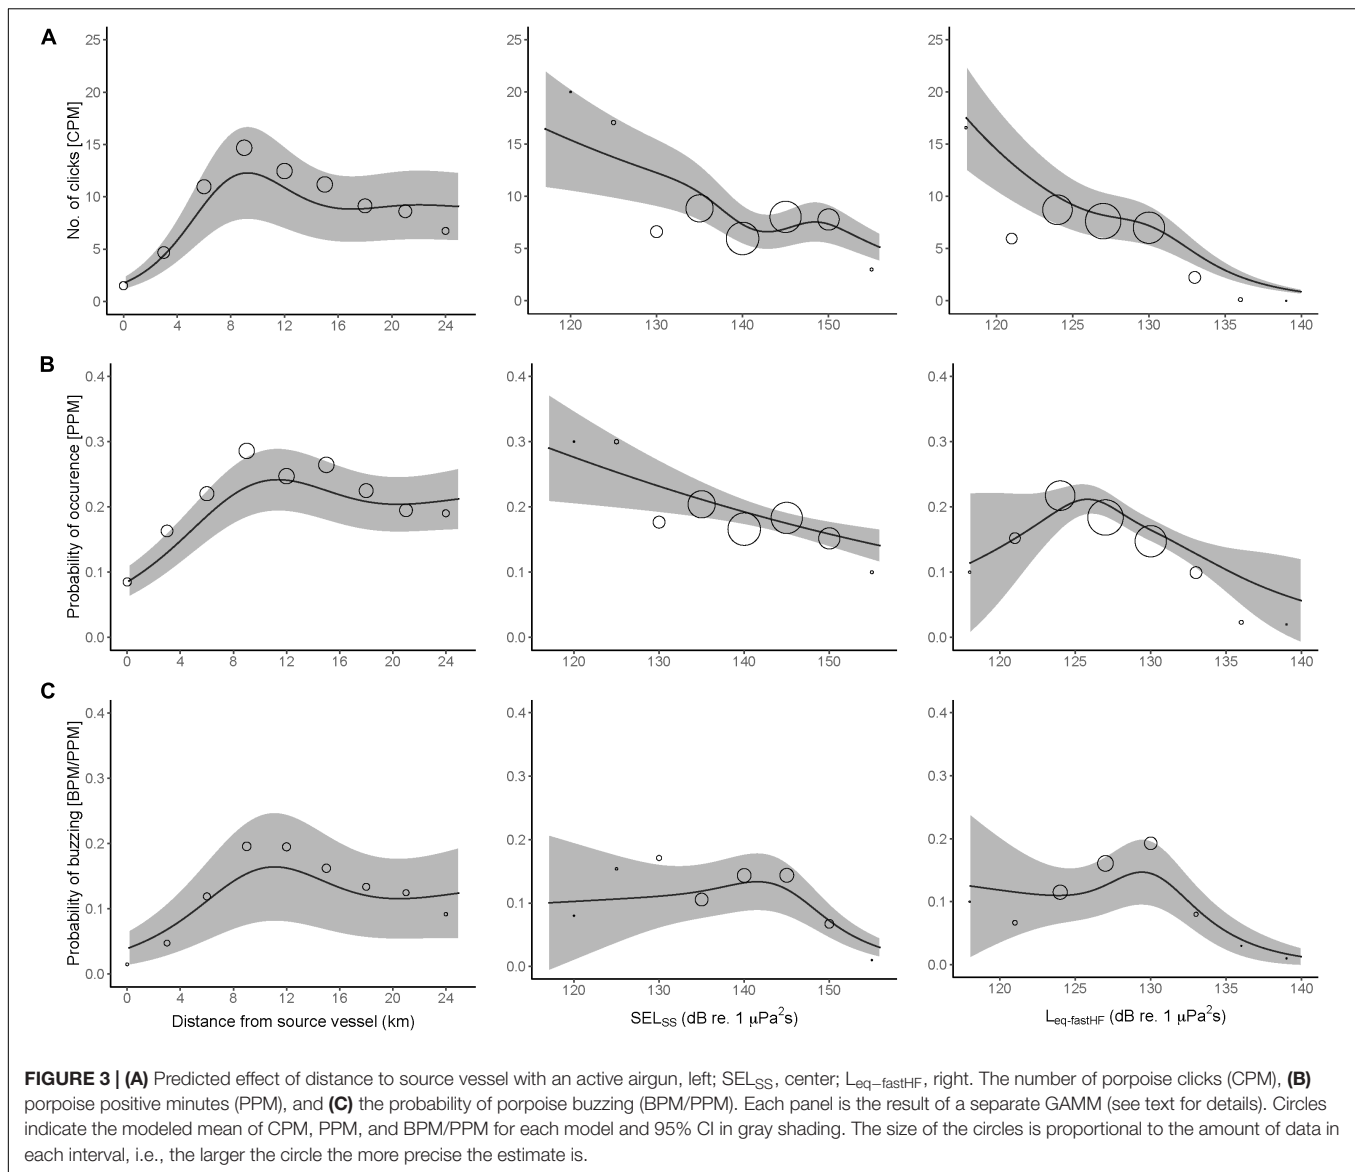 A
25
20
15
10
5
0
No. of clicks [CPM]
0 4 8 12 16 20 24
25
20
15
10
5
0
120 130 140 150
25
20
15
10
5
0
120 125 130 135 140
B
0.4
0.3
0.2
0.1
0.0
Probability of occurence [PPM]
0 4 8 12 16 20 24
0.4
0.3
0.2
0.1
0.0
120 130 140 150
0.4
0.3
0.2
0.1
0.0
120 125 130 135 140
C
0.4
0.3
0.2
0.1
0.0
Probability of buzzing [BPM/PPM]
0 4 8 12 16 20 24
Distance from source vessel (km)
0.4
0.3
0.2
0.1
0.0
120 130 140 150
SELSS (dB re. 1 μPa²s)
0.4
0.3
0.2
0.1
0.0
120 125 130 135 140
Leq-fastHF (dB re. 1 μPa²s)
FIGURE 3 | (A) Predicted effect of distance to source vessel with an active airgun, left; SELSS, center; Leq−fastHF, right. The number of porpoise clicks (CPM), (B)
porpoise positive minutes (PPM), and (C) the probability of porpoise buzzing (BPM/PPM). Each panel is the result of a separate GAMM (see text for details). Circles
indicate the modeled mean of CPM, PPM, and BPM/PPM for each model and 95% CI in gray shading. The size of the circles is proportional to the amount of data in
each interval, i.e., the larger the circle the more precise the estimate is.